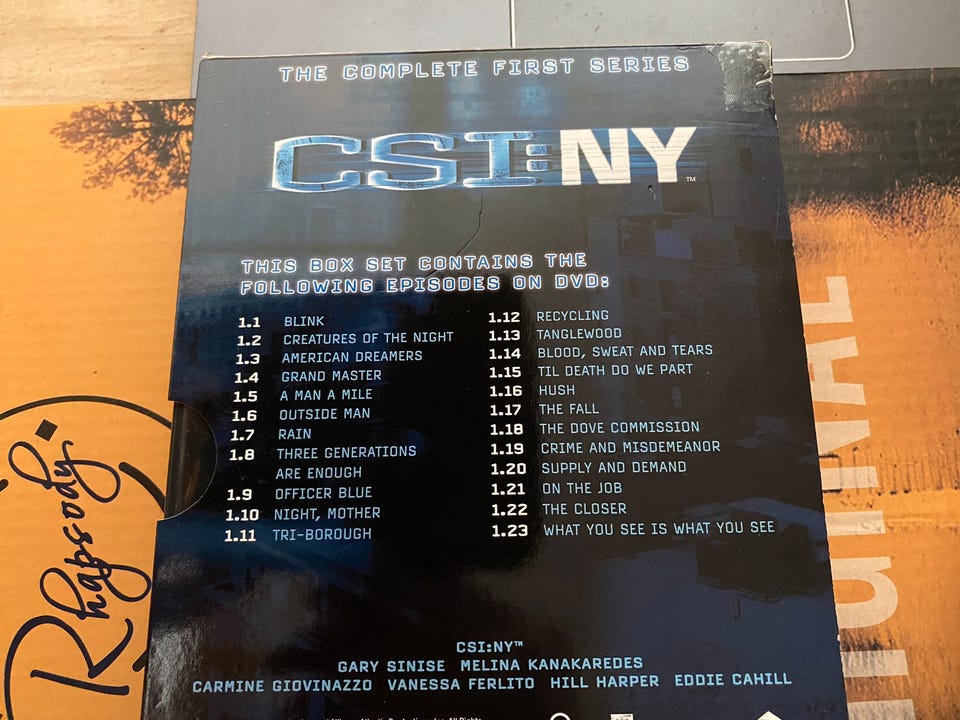 THE COMPLETE FIRST SERIES
CSI:NY™
THIS BOX SET CONTAINS THE
FOLLOWING EPISODES ON DVD:
1.1 BLINK
1.2 CREATURES OF THE NIGHT
1.3 AMERICAN DREAMERS
1.4 GRAND MASTER
1.5 A MAN A MILE
1.6 OUTSIDE MAN
1.7 RAIN
1.8 THREE GENERATIONS
ARE ENOUGH
1.9 OFFICER BLUE
1.10 NIGHT, MOTHER
1.11 TRI-BOROUGH
1.12 RECYCLING
1.13 TANGLEWOOD
1.14 BLOOD, SWEAT AND TEARS
1.15 TIL DEATH DO WE PART
1.16 HUSH
1.17 THE FALL
1.18 THE DOVE COMMISSION
1.19 CRIME AND MISDEMEANOR
1.20 SUPPLY AND DEMAND
1.21 ON THE JOB
1.22 THE CLOSER
1.23 WHAT YOU SEE IS WHAT YOU SEE
CSI:NY™
GARY SINISE MELINA KANAKAREDES
CARMINE GIOVINAZZO VANESSA FERLITO HILL HARPER EDDIE CAHILL
Rhapsody